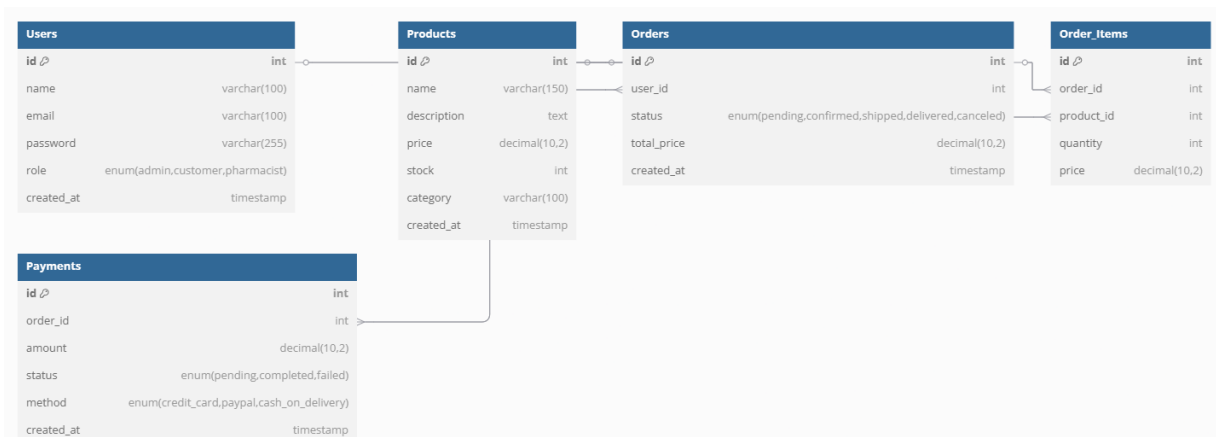 Users
id int
name varchar(100)
email varchar(100)
password varchar(255)
role enum(admin,customer,pharmacist)
created_at timestamp
Products
id int
name varchar(150)
description text
price decimal(10,2)
stock int
category varchar(100)
created_at timestamp
Orders
id int
user_id int
status enum(pending,confirmed,shipped,delivered,canceled)
total_price decimal(10,2)
created_at timestamp
Order_Items
id int
order_id int
product_id int
quantity int
price decimal(10,2)
Payments
id int
order_id int
amount decimal(10,2)
status enum(pending,completed,failed)
method enum(credit_card,paypal,cash_on_delivery)
created_at timestamp